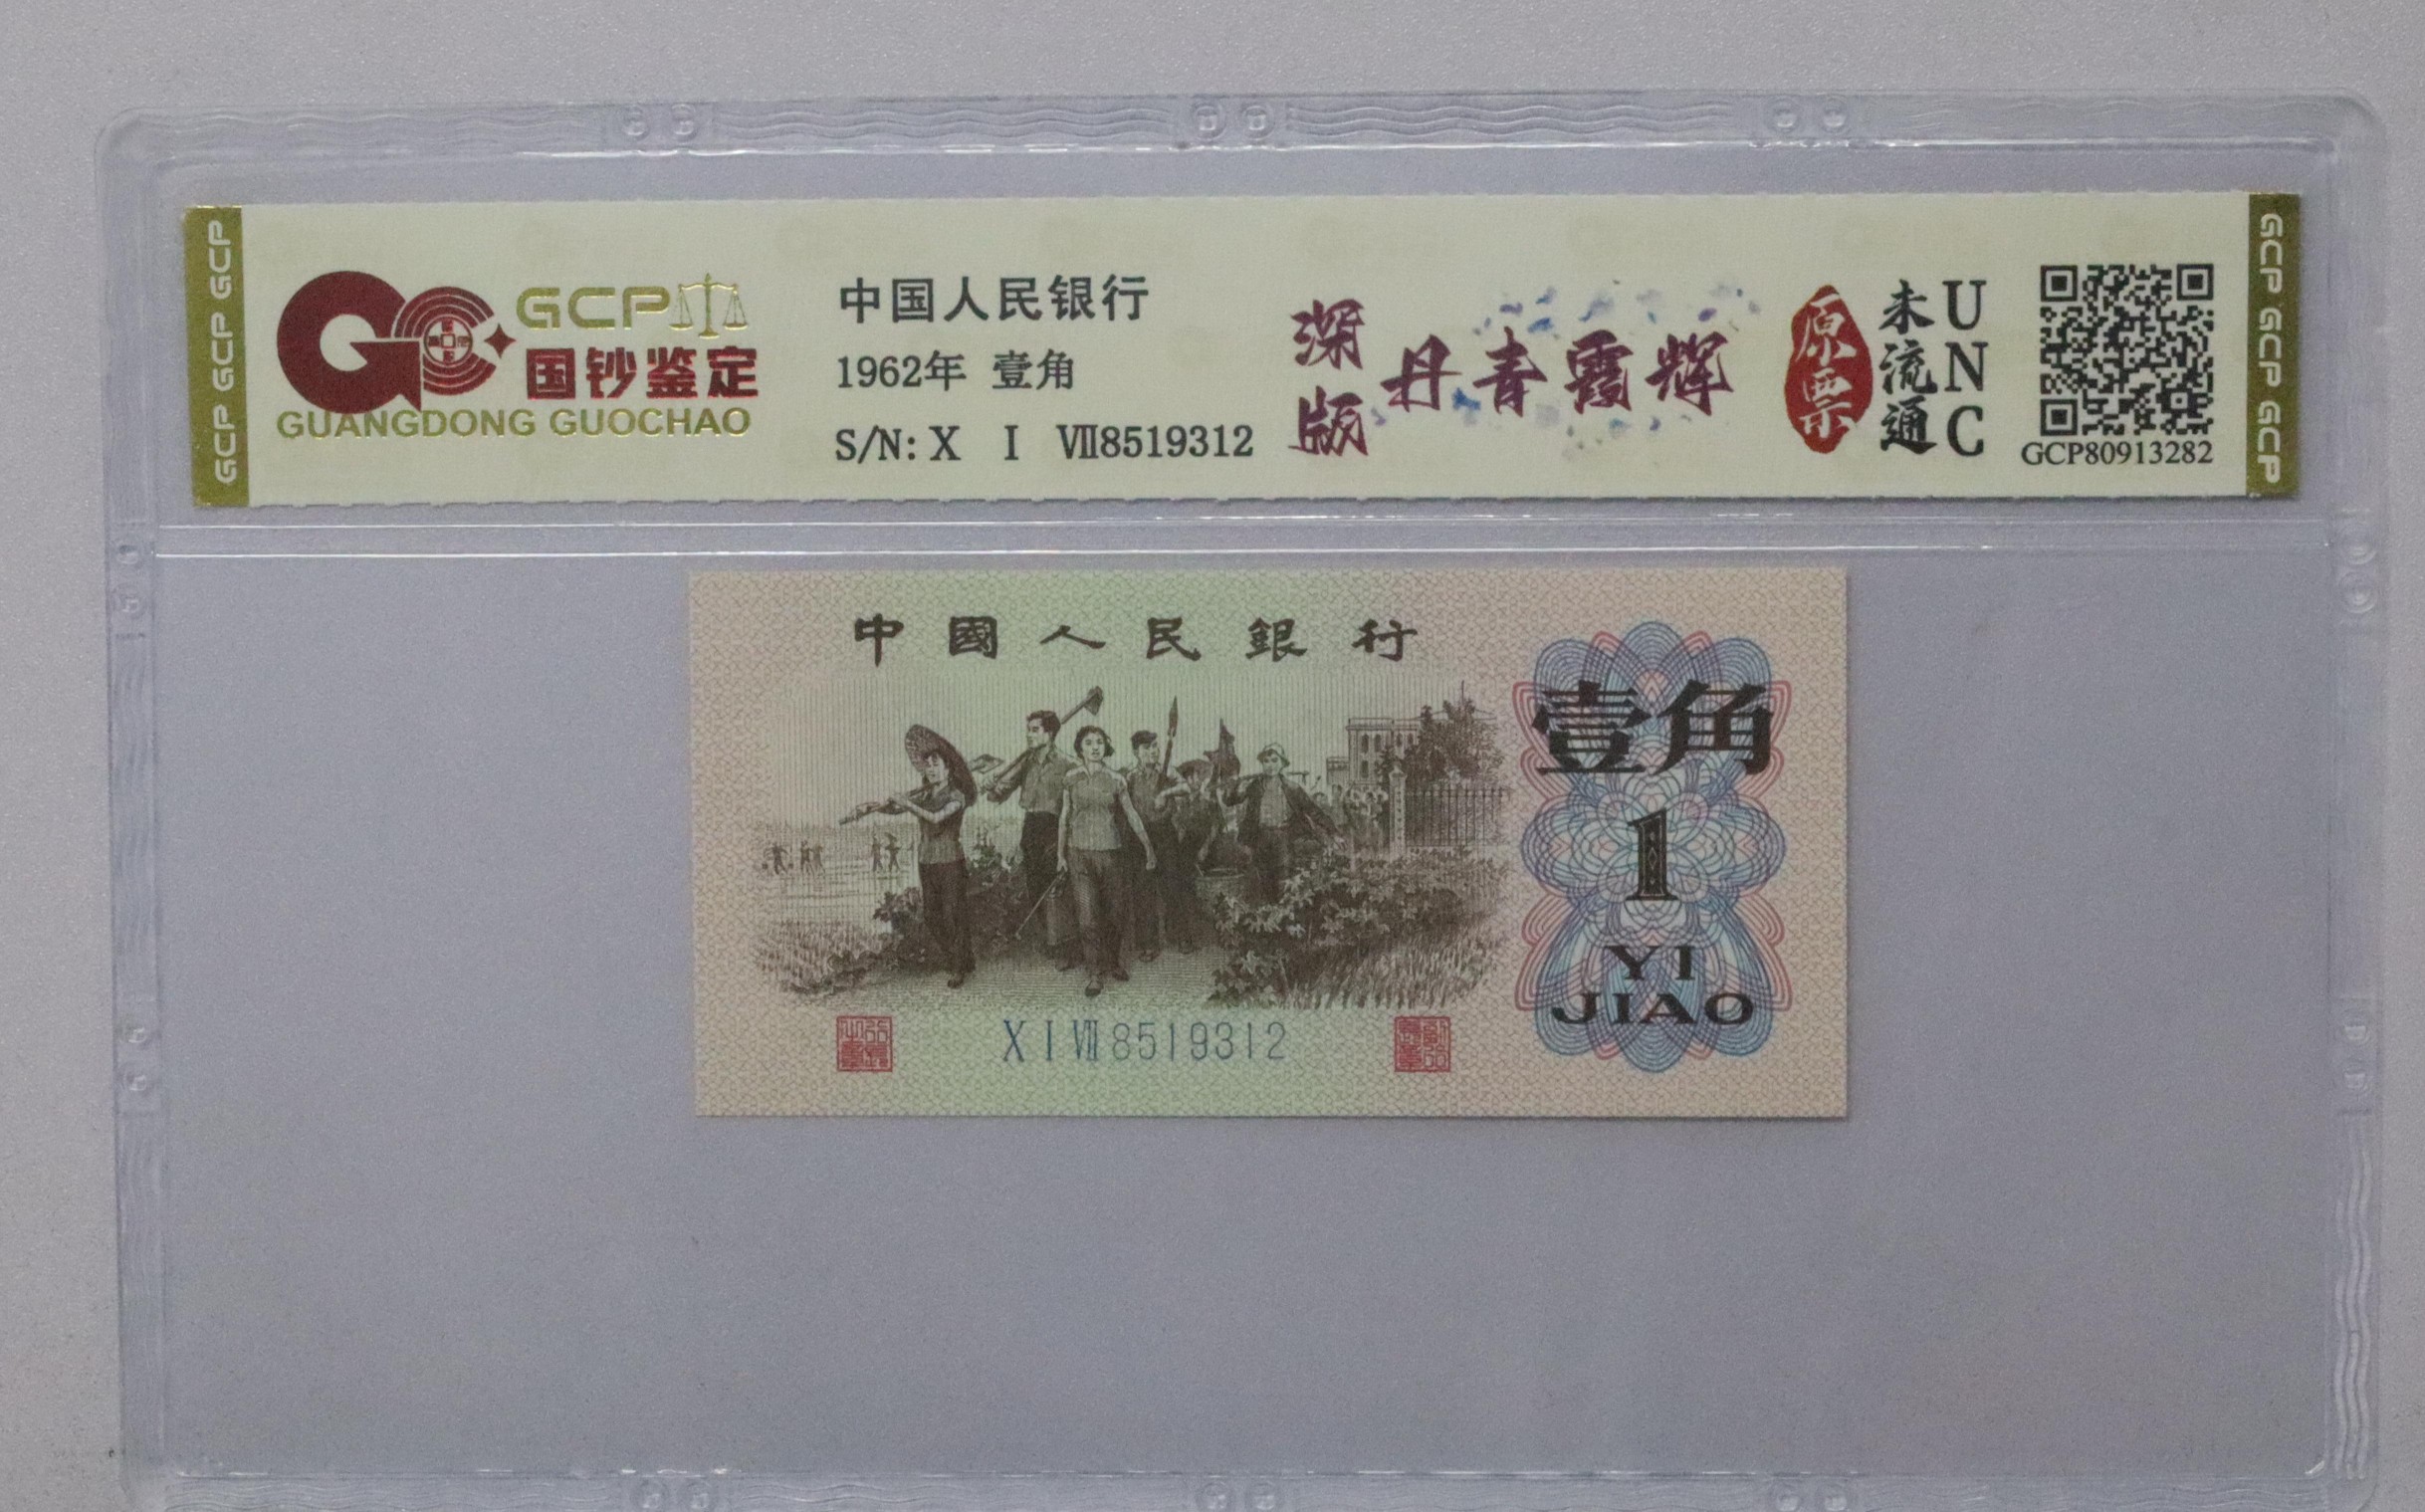 GCP GCP GCP
GCP
国钞鉴定
GUANGDONG GUOCHAO
中国人民银行
1962年 壹角
S/N: X I Ⅶ8519312
深版
丹青霞辉
原票
未流通
UNC
GCP80913282
GCP GCP GCP
中國人民銀行
壹角
1
YI
JIAO
X I Ⅶ 8519312